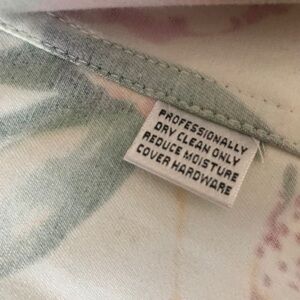 PROFESSIONALLY
DRY CLEAN ONLY
REDUCE MOISTURE
COVER HARDWARE